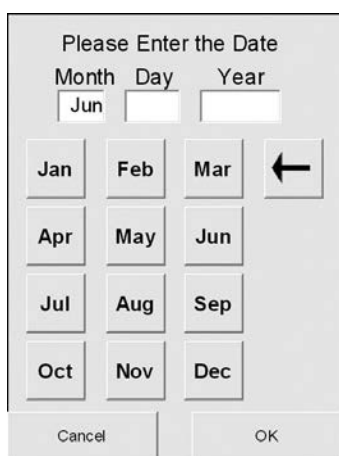 Please Enter the Date
Month Day Year
Jun
Jan Feb Mar
Apr May Jun
Jul Aug Sep
Oct Nov Dec
Cancel OK